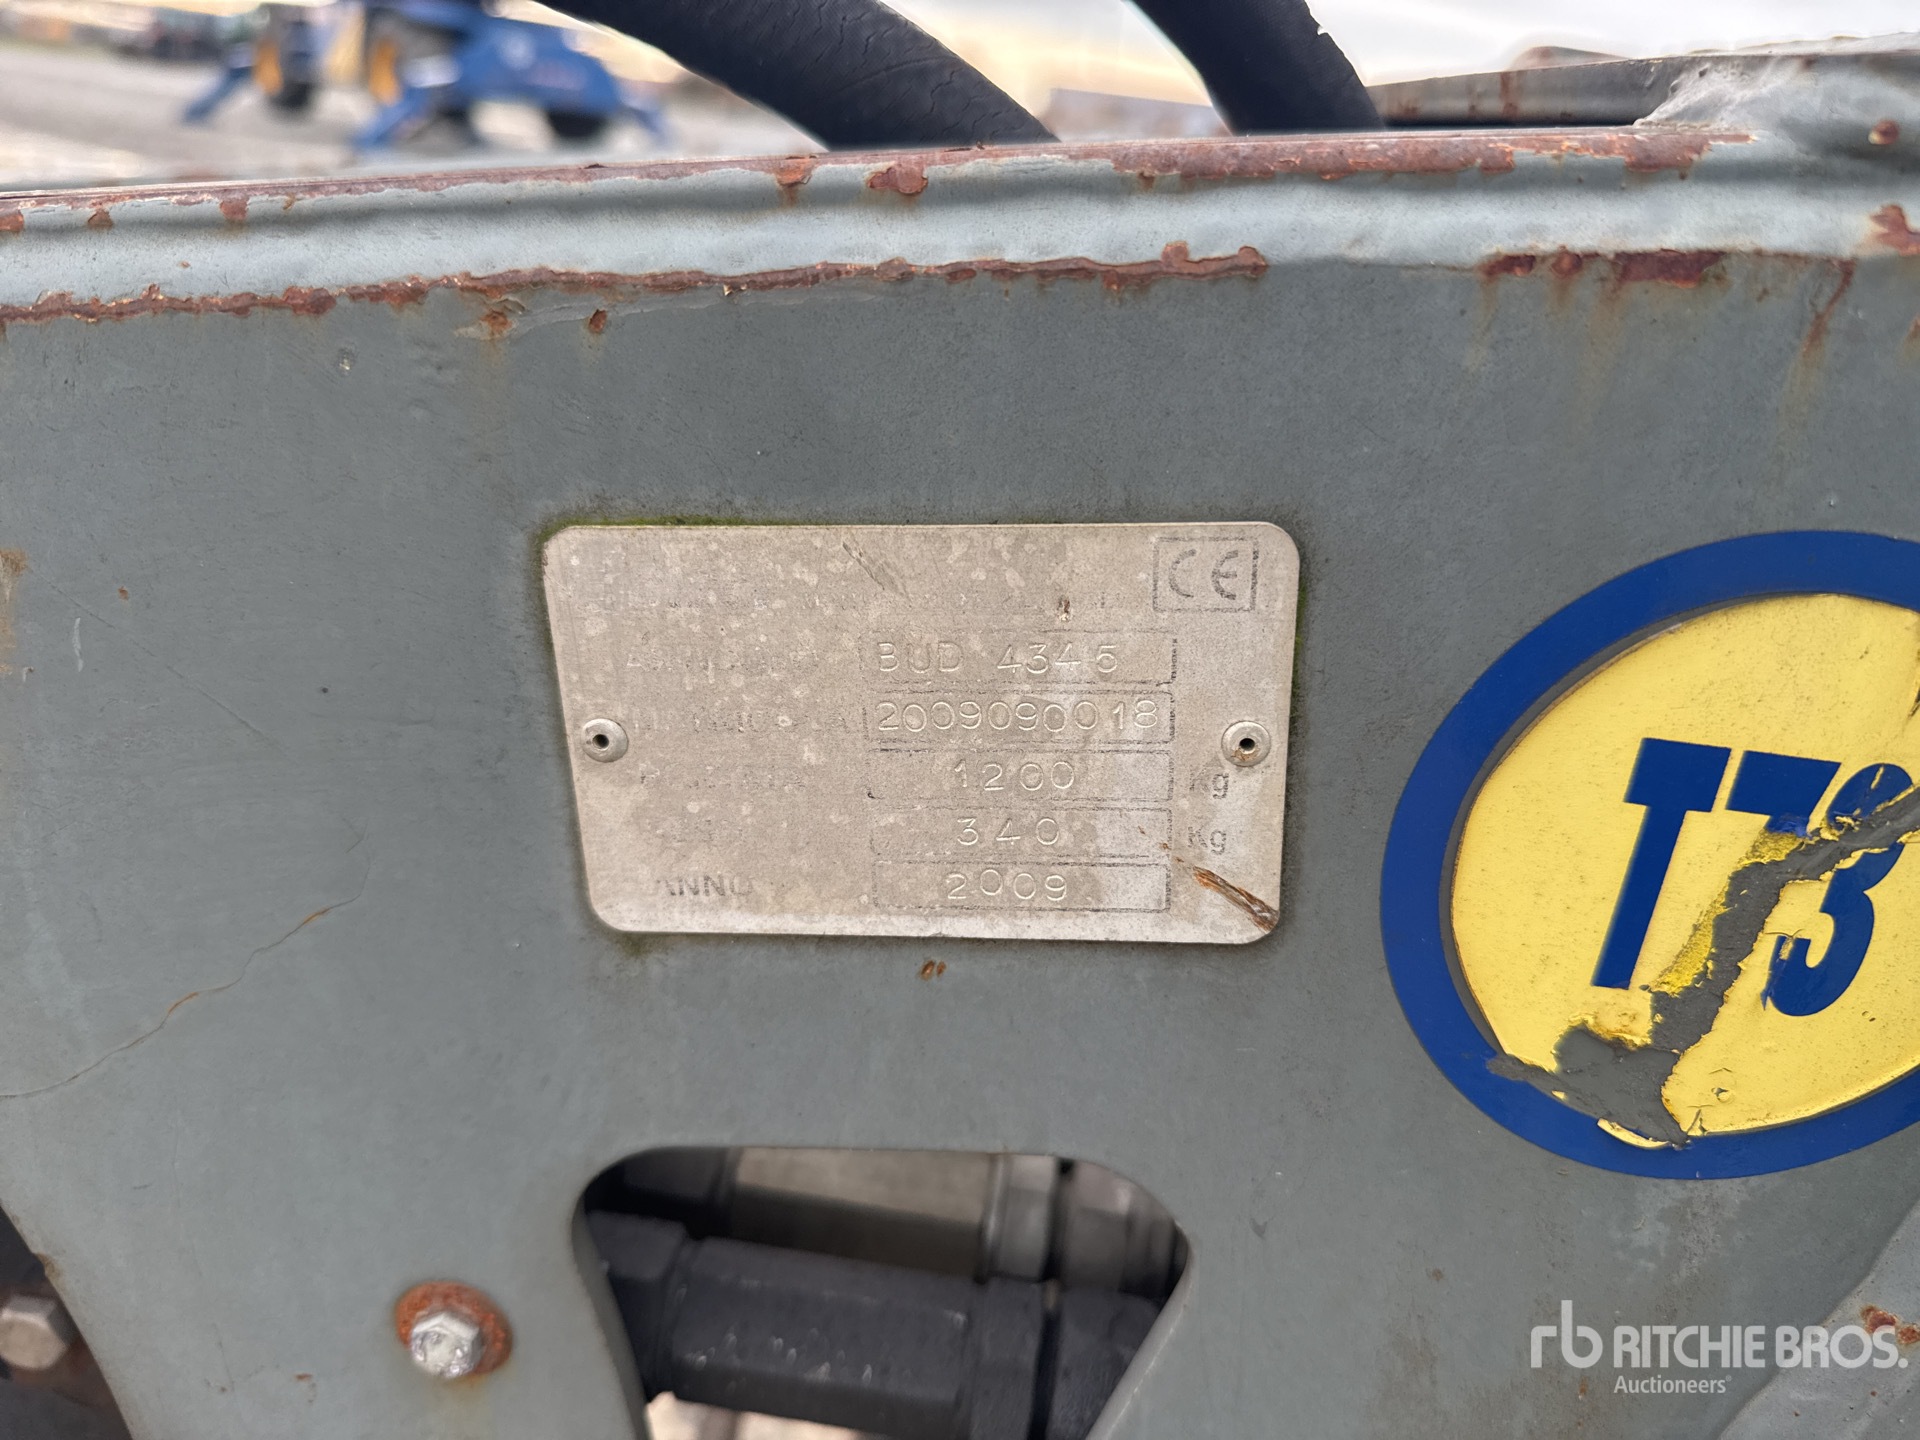 CE
BUD 4345
2009090018
1200 Kg
340 Kg
ANNO 2009
T73
rb RITCHIE BROS.
Auctioneers